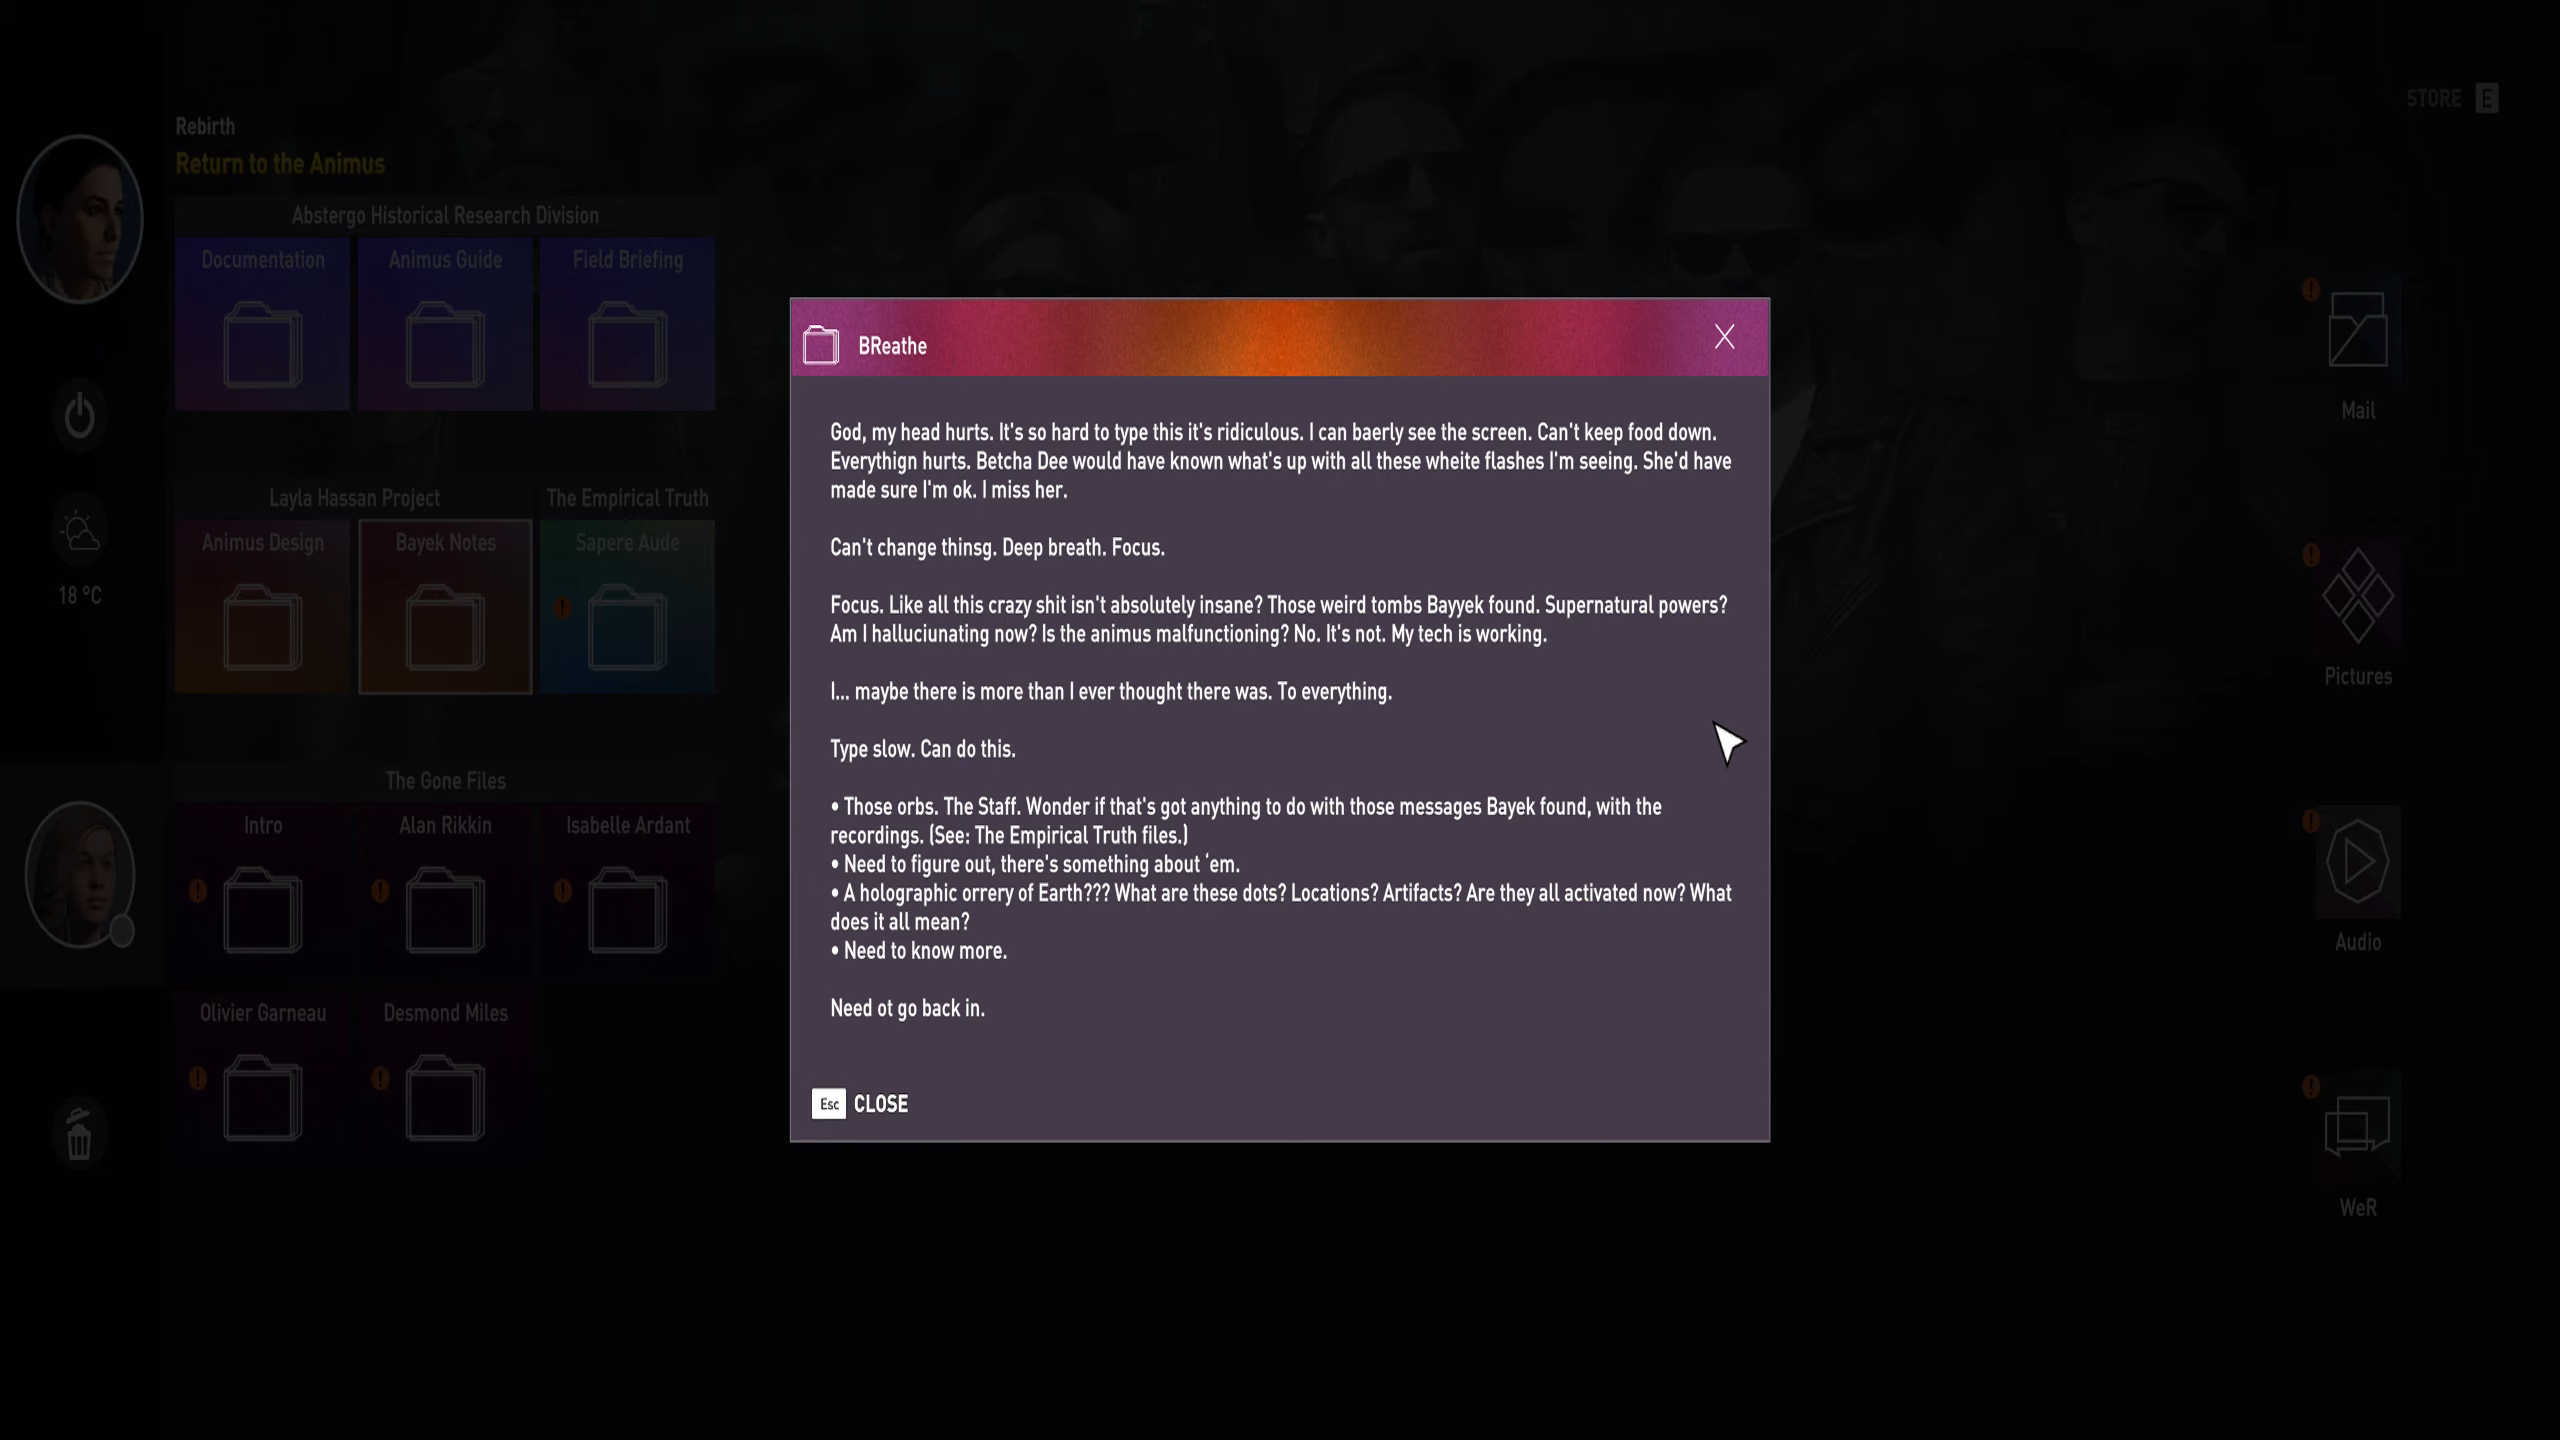 STORE E
Rebirth
Return to the Animus
Abstergo Historical Research Division
Documentation
Animus Guide
Field Briefing
Layla Hassan Project
The Empirical Truth
Animus Design
Bayek Notes
Sapere Aude
18 °C
The Gone Files
Intro
Alan Rikkin
Isabelle Ardant
Olivier Garneau
Desmond Miles
BReathe
God, my head hurts. It's so hard to type this it's ridiculous. I can baerly see the screen. Can't keep food down.
Everythign hurts. Betcha Dee would have known what's up with all these wheite flashes I'm seeing. She'd have
made sure I'm ok. I miss her.
Can't change thinsg. Deep breath. Focus.
Focus. Like all this crazy shit isn't absolutely insane? Those weird tombs Bayyek found. Supernatural powers?
Am I halluciunating now? Is the animus malfunctioning? No. It's not. My tech is working.
I... maybe there is more than I ever thought there was. To everything.
Type slow. Can do this.
• Those orbs. The Staff. Wonder if that's got anything to do with those messages Bayek found, with the
recordings. (See: The Empirical Truth files.)
• Need to figure out, there's something about ‘em.
• A holographic orrery of Earth??? What are these dots? Locations? Artifacts? Are they all activated now? What
does it all mean?
• Need to know more.
Need ot go back in.
Esc CLOSE
Mail
Pictures
Audio
WeR